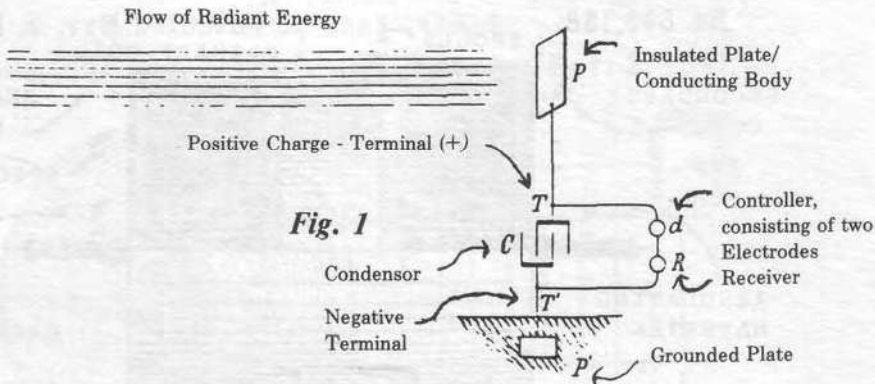 Flow of Radiant Energy
P
Insulated Plate/
Conducting Body
Positive Charge - Terminal (+)
T
Fig. 1
C
Condensor
d
Controller,
consisting of two
Electrodes
R
Receiver
T'
Negative
Terminal
P'
Grounded Plate